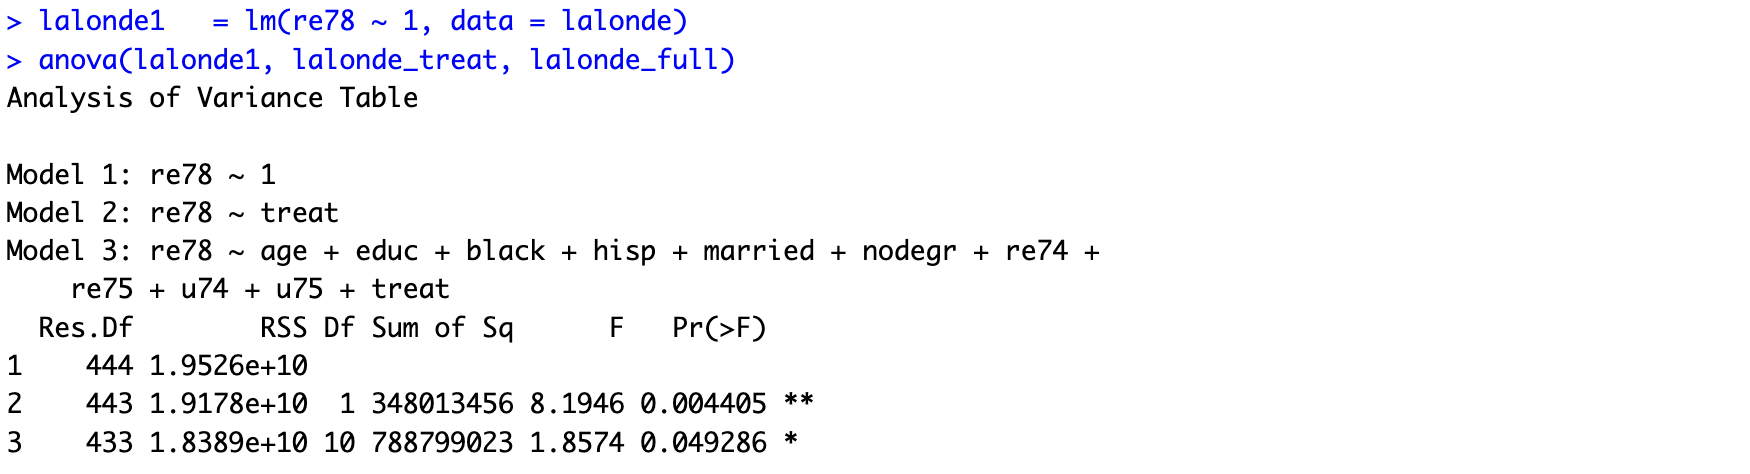 > lalonde1   = lm(re78 ~ 1, data = lalonde)
> anova(lalonde1, lalonde_treat, lalonde_full)
Analysis of Variance Table
Model 1: re78 ~ 1
Model 2: re78 ~ treat
Model 3: re78 ~ age + educ + black + hisp + married + nodegr + re74 +
    re75 + u74 + u75 + treat
  Res.Df        RSS Df Sum of Sq      F   Pr(>F)
1    444 1.9526e+10
2    443 1.9178e+10  1 348013456 8.1946 0.004405 **
3    433 1.8389e+10 10 788799023 1.8574 0.049286 *